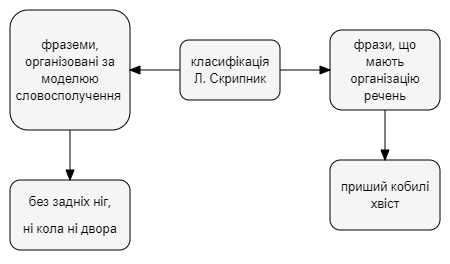 фраземи,
організовані за
моделюю
словосполучення
класифікація
Л. Скрипник
фрази, що
мають
організацію
речень
без задніх ніг,
ні кола ні двора
приший кобилі
хвіст